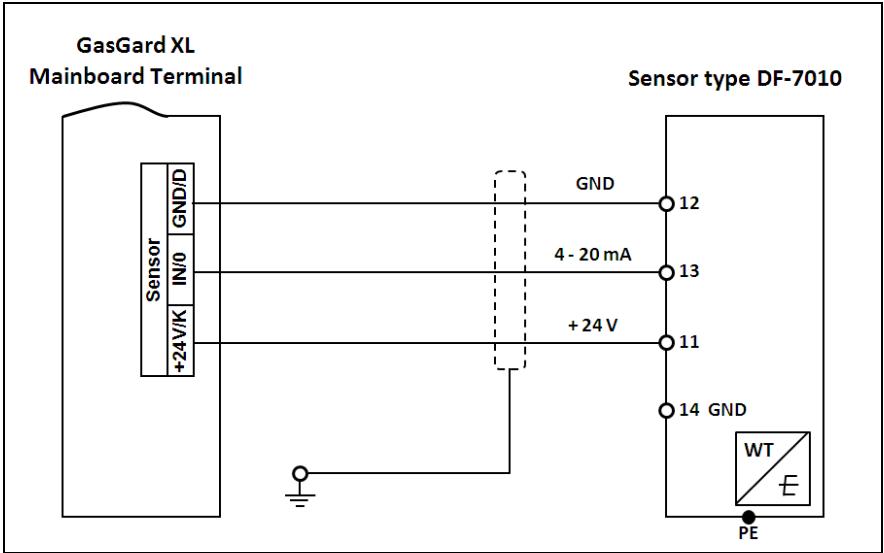 GasGard XL
Mainboard Terminal
Sensor type DF-7010
Sensor
GND/D
IN/0
+24V/K
GND
12
4 - 20 mA
13
+ 24 V
11
14 GND
WT
E
PE